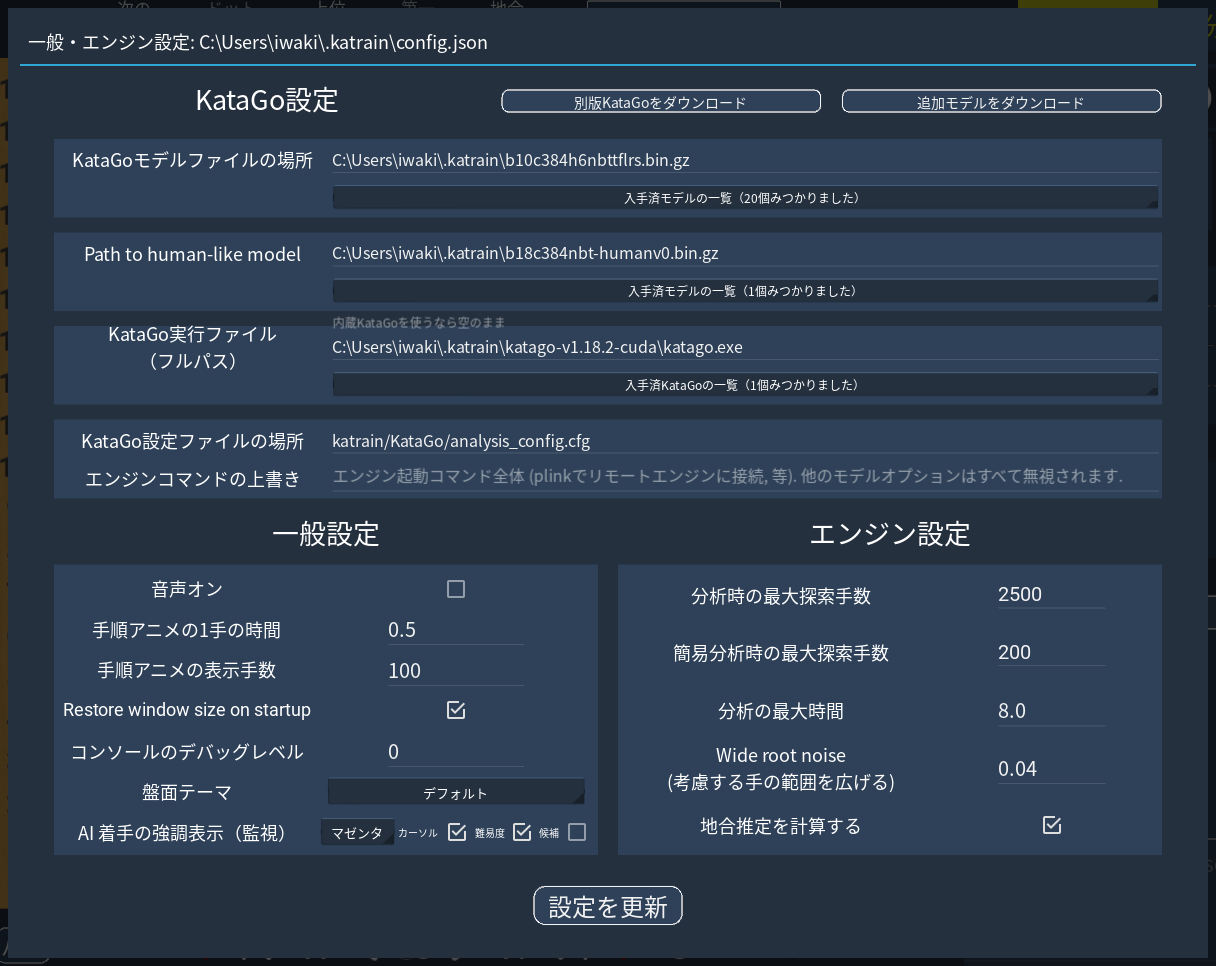 次の ドット 上位 第一 地合
一般・エンジン設定: C:\Users\iwaki\.katrain\config.json
KataGo設定
別版KataGoをダウンロード
追加モデルをダウンロード
KataGoモデルファイルの場所
C:\Users\iwaki\.katrain\b10c384h6nbttflrs.bin.gz
入手済モデルの一覧（20個みつかりました）
Path to human-like model
C:\Users\iwaki\.katrain\b18c384nbt-humanv0.bin.gz
入手済モデルの一覧（1個みつかりました）
KataGo実行ファイル
（フルパス）
内蔵KataGoを使うなら空のまま
C:\Users\iwaki\.katrain\katago-v1.18.2-cuda\katago.exe
入手済KataGoの一覧（1個みつかりました）
KataGo設定ファイルの場所
katrain/KataGo/analysis_config.cfg
エンジンコマンドの上書き
エンジン起動コマンド全体 (plinkでリモートエンジンに接続, 等). 他のモデルオプションはすべて無視されます.
一般設定
音声オン
手順アニメの1手の時間 0.5
手順アニメの表示手数 100
Restore window size on startup
コンソールのデバッグレベル 0
盤面テーマ デフォルト
AI 着手の強調表示（監視） マゼンタ カーソル 難易度 候補
エンジン設定
分析時の最大探索手数 2500
簡易分析時の最大探索手数 200
分析の最大時間 8.0
Wide root noise
(考慮する手の範囲を広げる) 0.04
地合推定を計算する
設定を更新